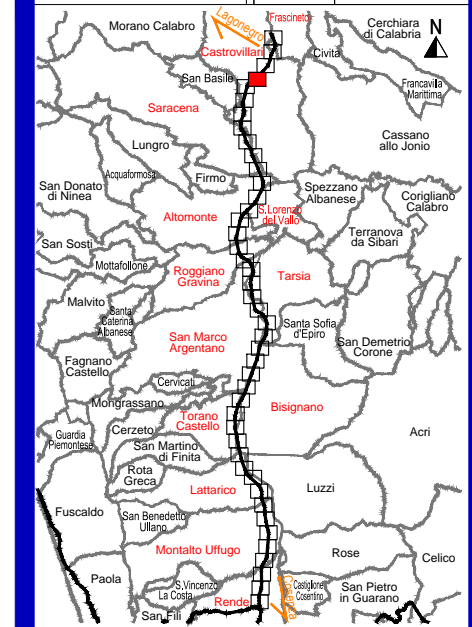 Morano Calabro
Lagonegro
Frascineto
Cerchiara
di Calabria
N
Castrovillari
Civita
San Basile
Francavilla
Marittima
Saracena
Cassano
allo Jonio
Lungro
Acquaformosa
Firmo
San Donato
di Ninea
Spezzano
Albanese
Corigliano
Calabro
Altomonte
S.Lorenzo
del Vallo
Terranova
da Sibari
San Sosti
Mottafollone
Roggiano
Gravina
Tarsia
Malvito
Santa
Caterina
Albanese
San Marco
Argentano
Santa Sofia
d'Epiro
San Demetrio
Corone
Fagnano
Castello
Cervicati
Mongrassano
Bisignano
Torano
Castello
Cerzeto
Guardia
Piemontese
Acri
San Martino
di Finita
Rota
Greca
Lattarico
Luzzi
Fuscaldo
San Benedetto
Ullano
Montalto Uffugo
Rose
Celico
Paola
S.Vincenzo
La Costa
Cosenza
Castiglione
Cosentino
San Pietro
in Guarano
Rende
San Fili